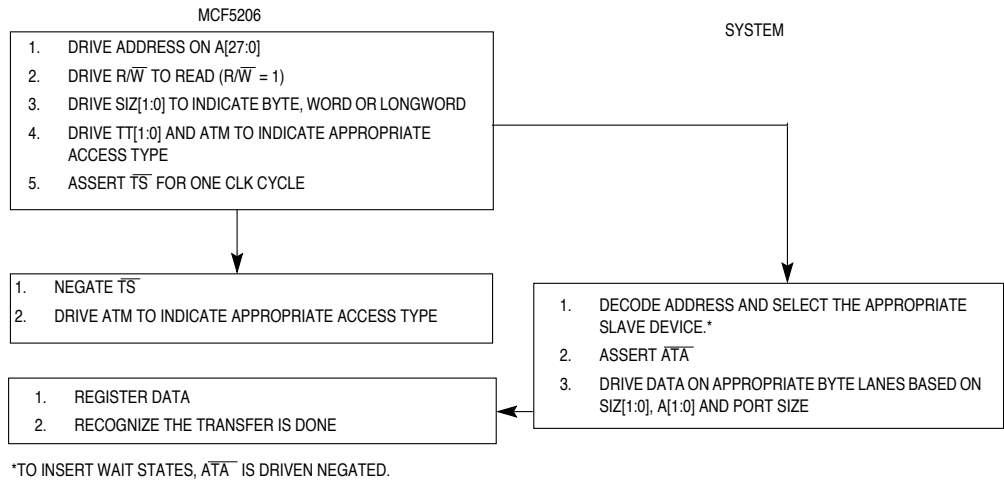 MCF5206
SYSTEM
1. DRIVE ADDRESS ON A[27:0]
2. DRIVE R/W̅ TO READ (R/W̅ = 1)
3. DRIVE SIZ[1:0] TO INDICATE BYTE, WORD OR LONGWORD
4. DRIVE TT[1:0] AND ATM TO INDICATE APPROPRIATE
ACCESS TYPE
5. ASSERT T̅S̅ FOR ONE CLK CYCLE
1. NEGATE T̅S̅
2. DRIVE ATM TO INDICATE APPROPRIATE ACCESS TYPE
1. DECODE ADDRESS AND SELECT THE APPROPRIATE
SLAVE DEVICE.*
2. ASSERT A̅T̅A̅
3. DRIVE DATA ON APPROPRIATE BYTE LANES BASED ON
SIZ[1:0], A[1:0] AND PORT SIZE
1. REGISTER DATA
2. RECOGNIZE THE TRANSFER IS DONE
*TO INSERT WAIT STATES, A̅T̅A̅ IS DRIVEN NEGATED.